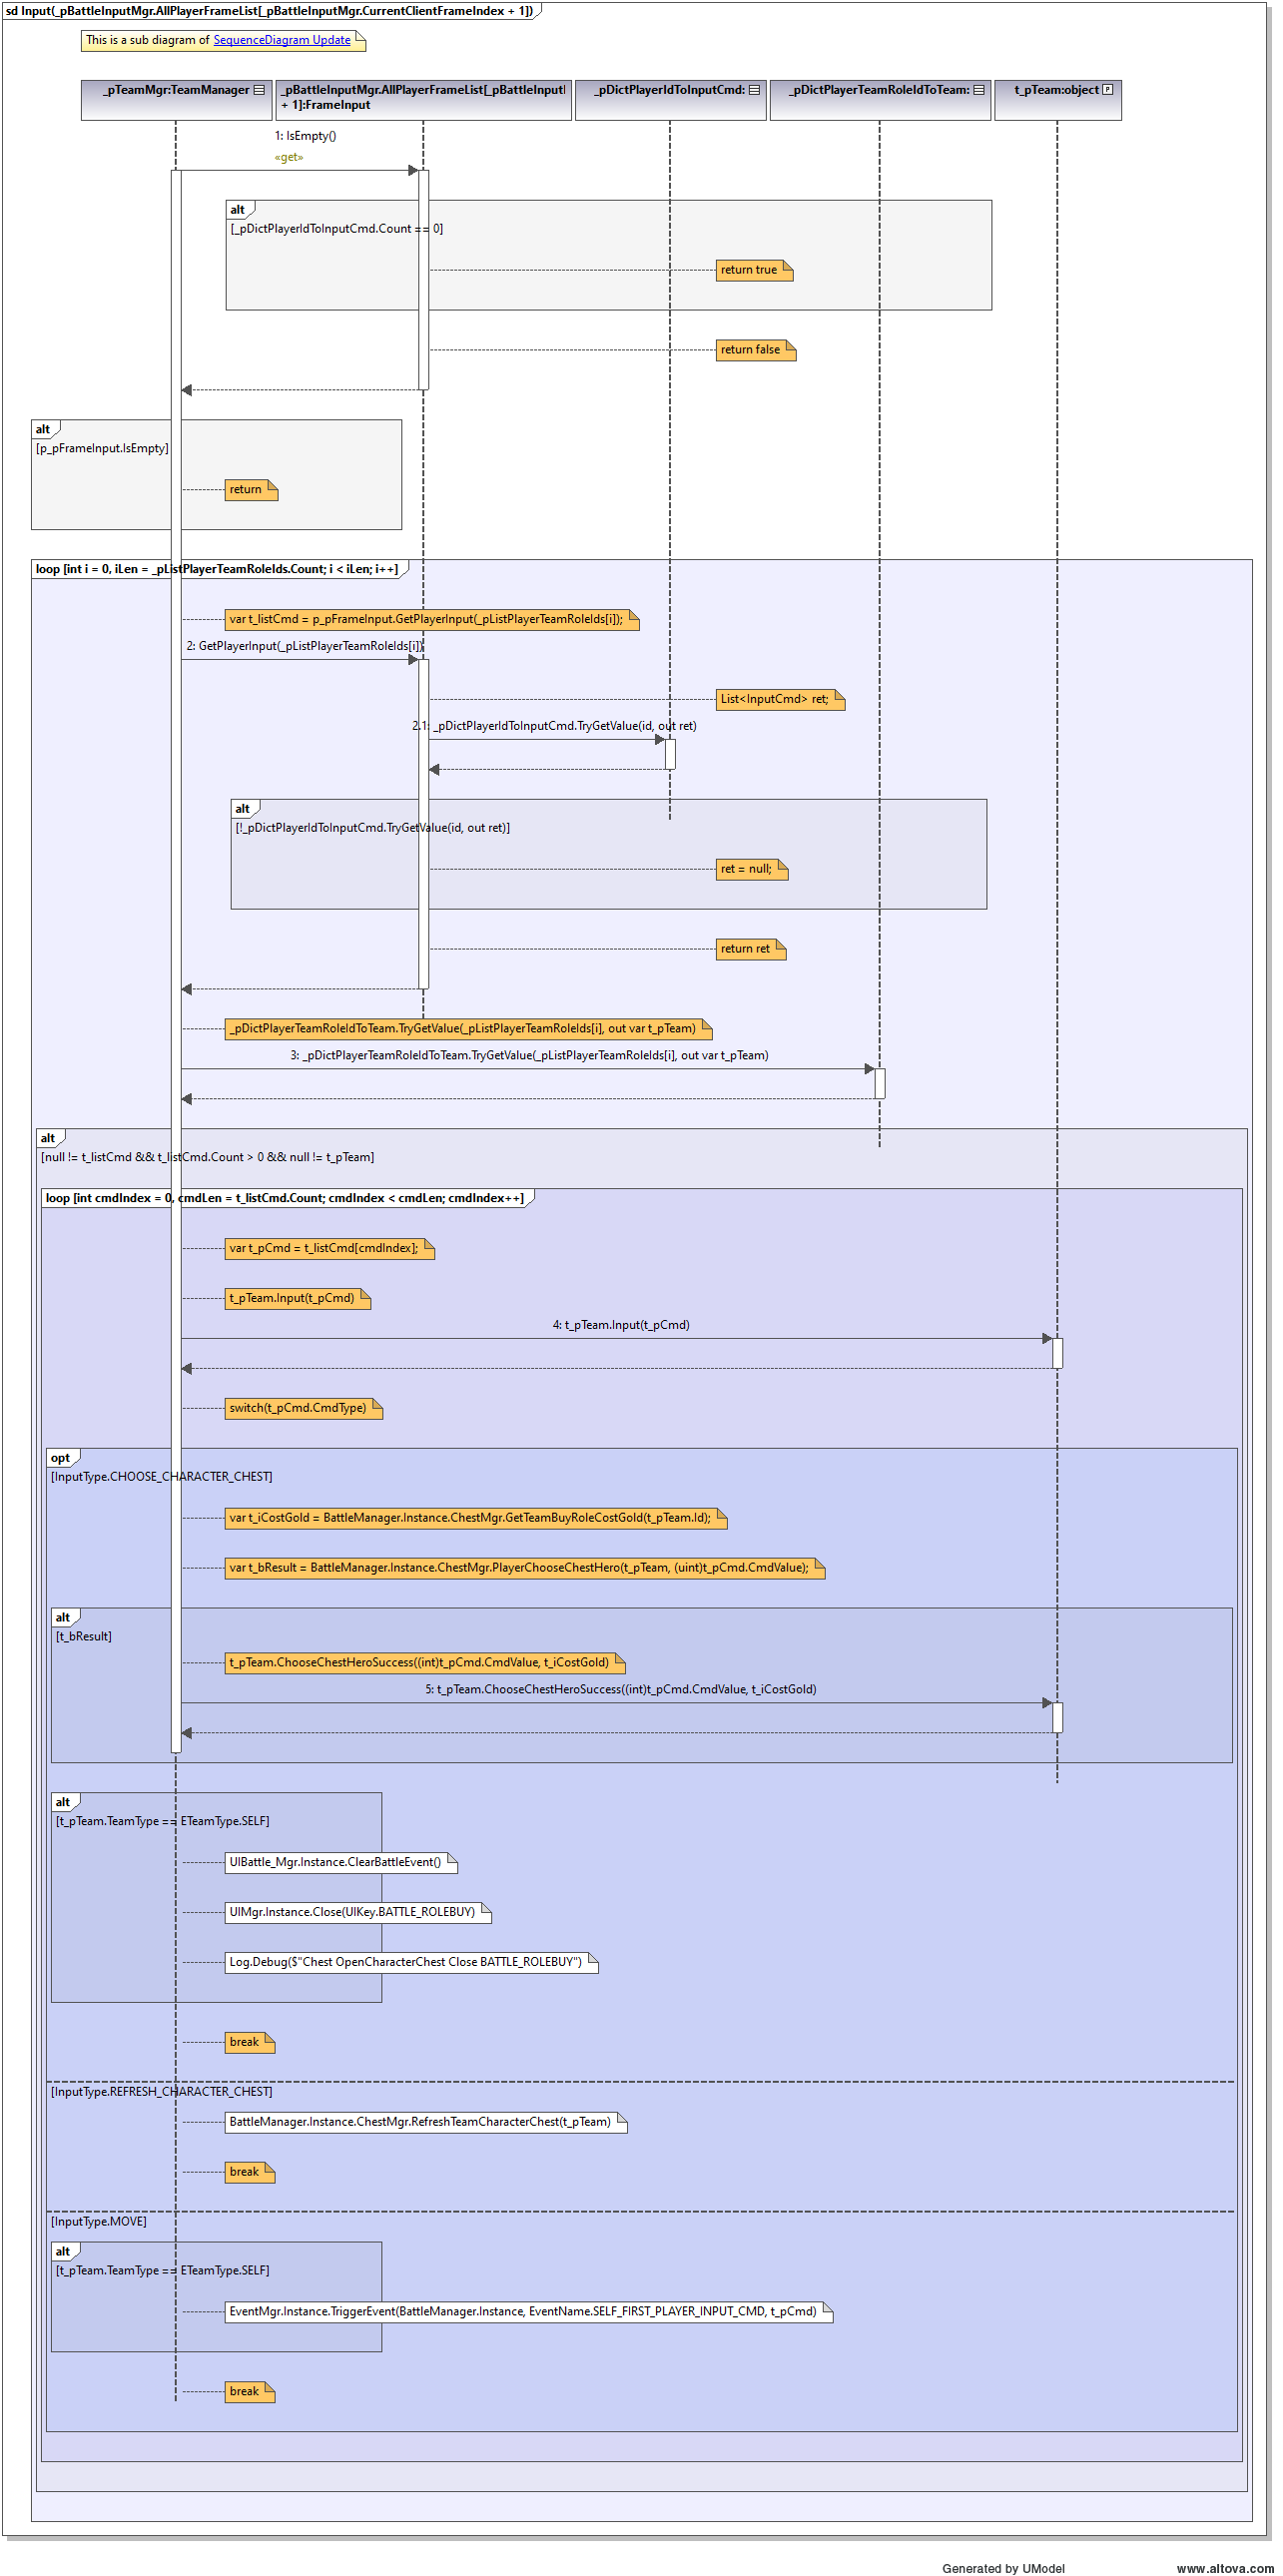 sd Input(_pBattleInputMgr.AllPlayerFrameList[_pBattleInputMgr.CurrentClientFrameIndex + 1])
This is a sub diagram of SequenceDiagram Update
_pTeamMgr:TeamManager
_pBattleInputMgr.AllPlayerFrameList[_pBattleInputI
+ 1]:FrameInput
_pDictPlayerIdToInputCmd:
_pDictPlayerTeamRoleIdToTeam:
t_pTeam:object
1: IsEmpty()
«get»
alt
[_pDictPlayerIdToInputCmd.Count == 0]
return true
return false
alt
[p_pFrameInput.IsEmpty]
return
loop [int i = 0, iLen = _pListPlayerTeamRoleIds.Count; i < iLen; i++]
var t_listCmd = p_pFrameInput.GetPlayerInput(_pListPlayerTeamRoleIds[i]);
2: GetPlayerInput(_pListPlayerTeamRoleIds[i])
List<InputCmd> ret;
2.1: _pDictPlayerIdToInputCmd.TryGetValue(id, out ret)
alt
[!_pDictPlayerIdToInputCmd.TryGetValue(id, out ret)]
ret = null;
return ret
_pDictPlayerTeamRoleIdToTeam.TryGetValue(_pListPlayerTeamRoleIds[i], out var t_pTeam)
3: _pDictPlayerTeamRoleIdToTeam.TryGetValue(_pListPlayerTeamRoleIds[i], out var t_pTeam)
alt
[null != t_listCmd && t_listCmd.Count > 0 && null != t_pTeam]
loop [int cmdIndex = 0, cmdLen = t_listCmd.Count; cmdIndex < cmdLen; cmdIndex++]
var t_pCmd = t_listCmd[cmdIndex];
t_pTeam.Input(t_pCmd)
4: t_pTeam.Input(t_pCmd)
switch(t_pCmd.CmdType)
opt
[InputType.CHOOSE_CHARACTER_CHEST]
var t_iCostGold = BattleManager.Instance.ChestMgr.GetTeamBuyRoleCostGold(t_pTeam.Id);
var t_bResult = BattleManager.Instance.ChestMgr.PlayerChooseChestHero(t_pTeam, (uint)t_pCmd.CmdValue);
alt
[t_bResult]
t_pTeam.ChooseChestHeroSuccess((int)t_pCmd.CmdValue, t_iCostGold)
5: t_pTeam.ChooseChestHeroSuccess((int)t_pCmd.CmdValue, t_iCostGold)
alt
[t_pTeam.TeamType == ETeamType.SELF]
UIBattle_Mgr.Instance.ClearBattleEvent()
UIMgr.Instance.Close(UIKey.BATTLE_ROLEBUY)
Log.Debug($"Chest OpenCharacterChest Close BATTLE_ROLEBUY")
break
[InputType.REFRESH_CHARACTER_CHEST]
BattleManager.Instance.ChestMgr.RefreshTeamCharacterChest(t_pTeam)
break
[InputType.MOVE]
alt
[t_pTeam.TeamType == ETeamType.SELF]
EventMgr.Instance.TriggerEvent(BattleManager.Instance, EventName.SELF_FIRST_PLAYER_INPUT_CMD, t_pCmd)
break
Generated by UModel
www.altova.com